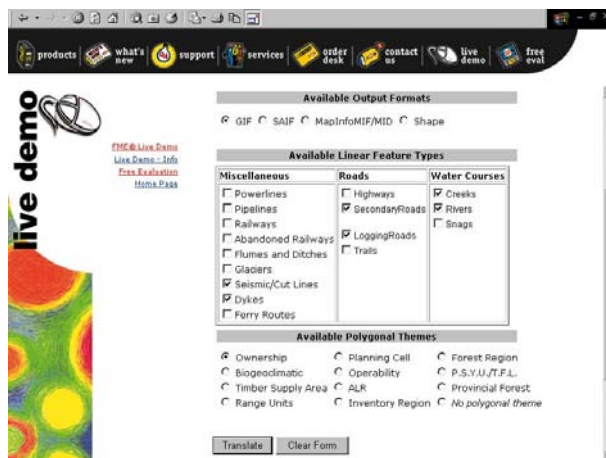 products
what's new
support
services
order desk
contact us
live demo
free eval
live demo
FME® Live Demo
Live Demo - Info
Free Evaluation
Home Page
Available Output Formats
GIF SAIF MapInfoMIF/MID Shape
Available Linear Feature Types
Miscellaneous Roads Water Courses
Powerlines
Pipelines
Railways
Abandoned Railways
Flumes and Ditches
Glaciers
Seismic/Cut Lines
Dykes
Ferry Routes
Highways
SecondaryRoads
LoggingRoads
Trails
Creeks
Rivers
Snags
Available Polygonal Themes
Ownership Planning Cell Forest Region
Biogeoclimatic Operability P.S.Y.U./T.F.L.
Timber Supply Area ALR Provincial Forest
Range Units Inventory Region No polygonal theme
Translate Clear Form